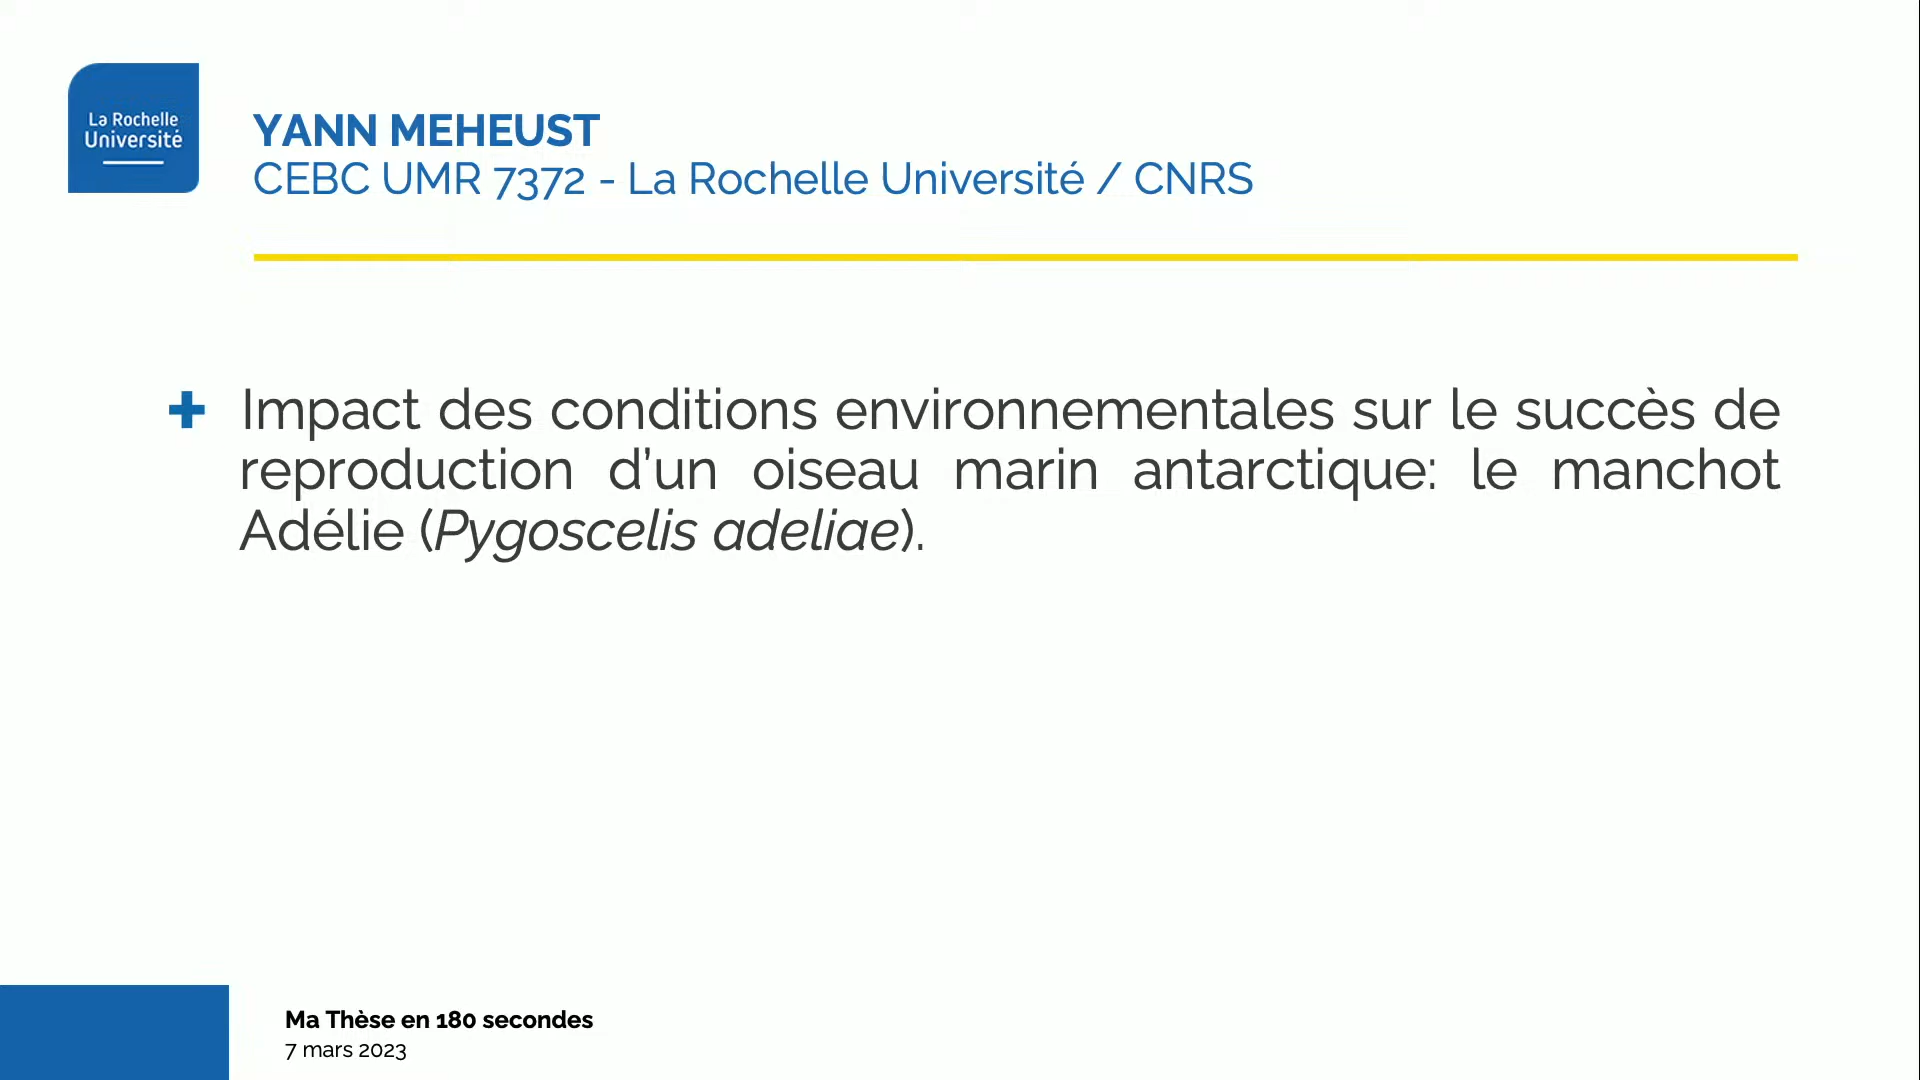 La Rochelle
Université
YANN MEHEUST
CEBC UMR 7372 - La Rochelle Université / CNRS
Impact des conditions environnementales sur le succès de
reproduction d’un oiseau marin antarctique: le manchot
Adélie (Pygoscelis adeliae).
Ma Thèse en 180 secondes
7 mars 2023